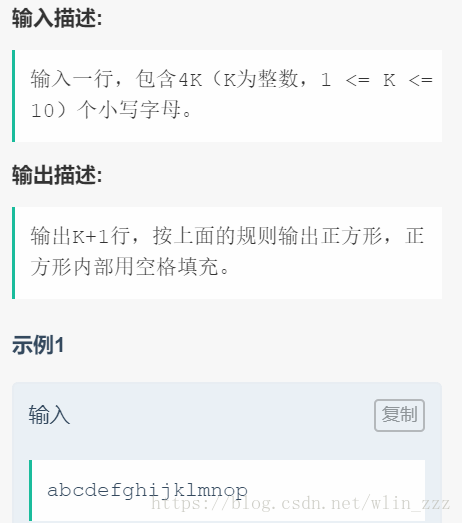 输入描述:
输入一行，包含4K（K为整数，1 <= K <=
10）个小写字母。
输出描述:
输出K+1行，按上面的规则输出正方形，正
方形内部用空格填充。
示例1
输入
复制
abcdefghijklmnop
https://blog.csdn.net/wlin_zzz